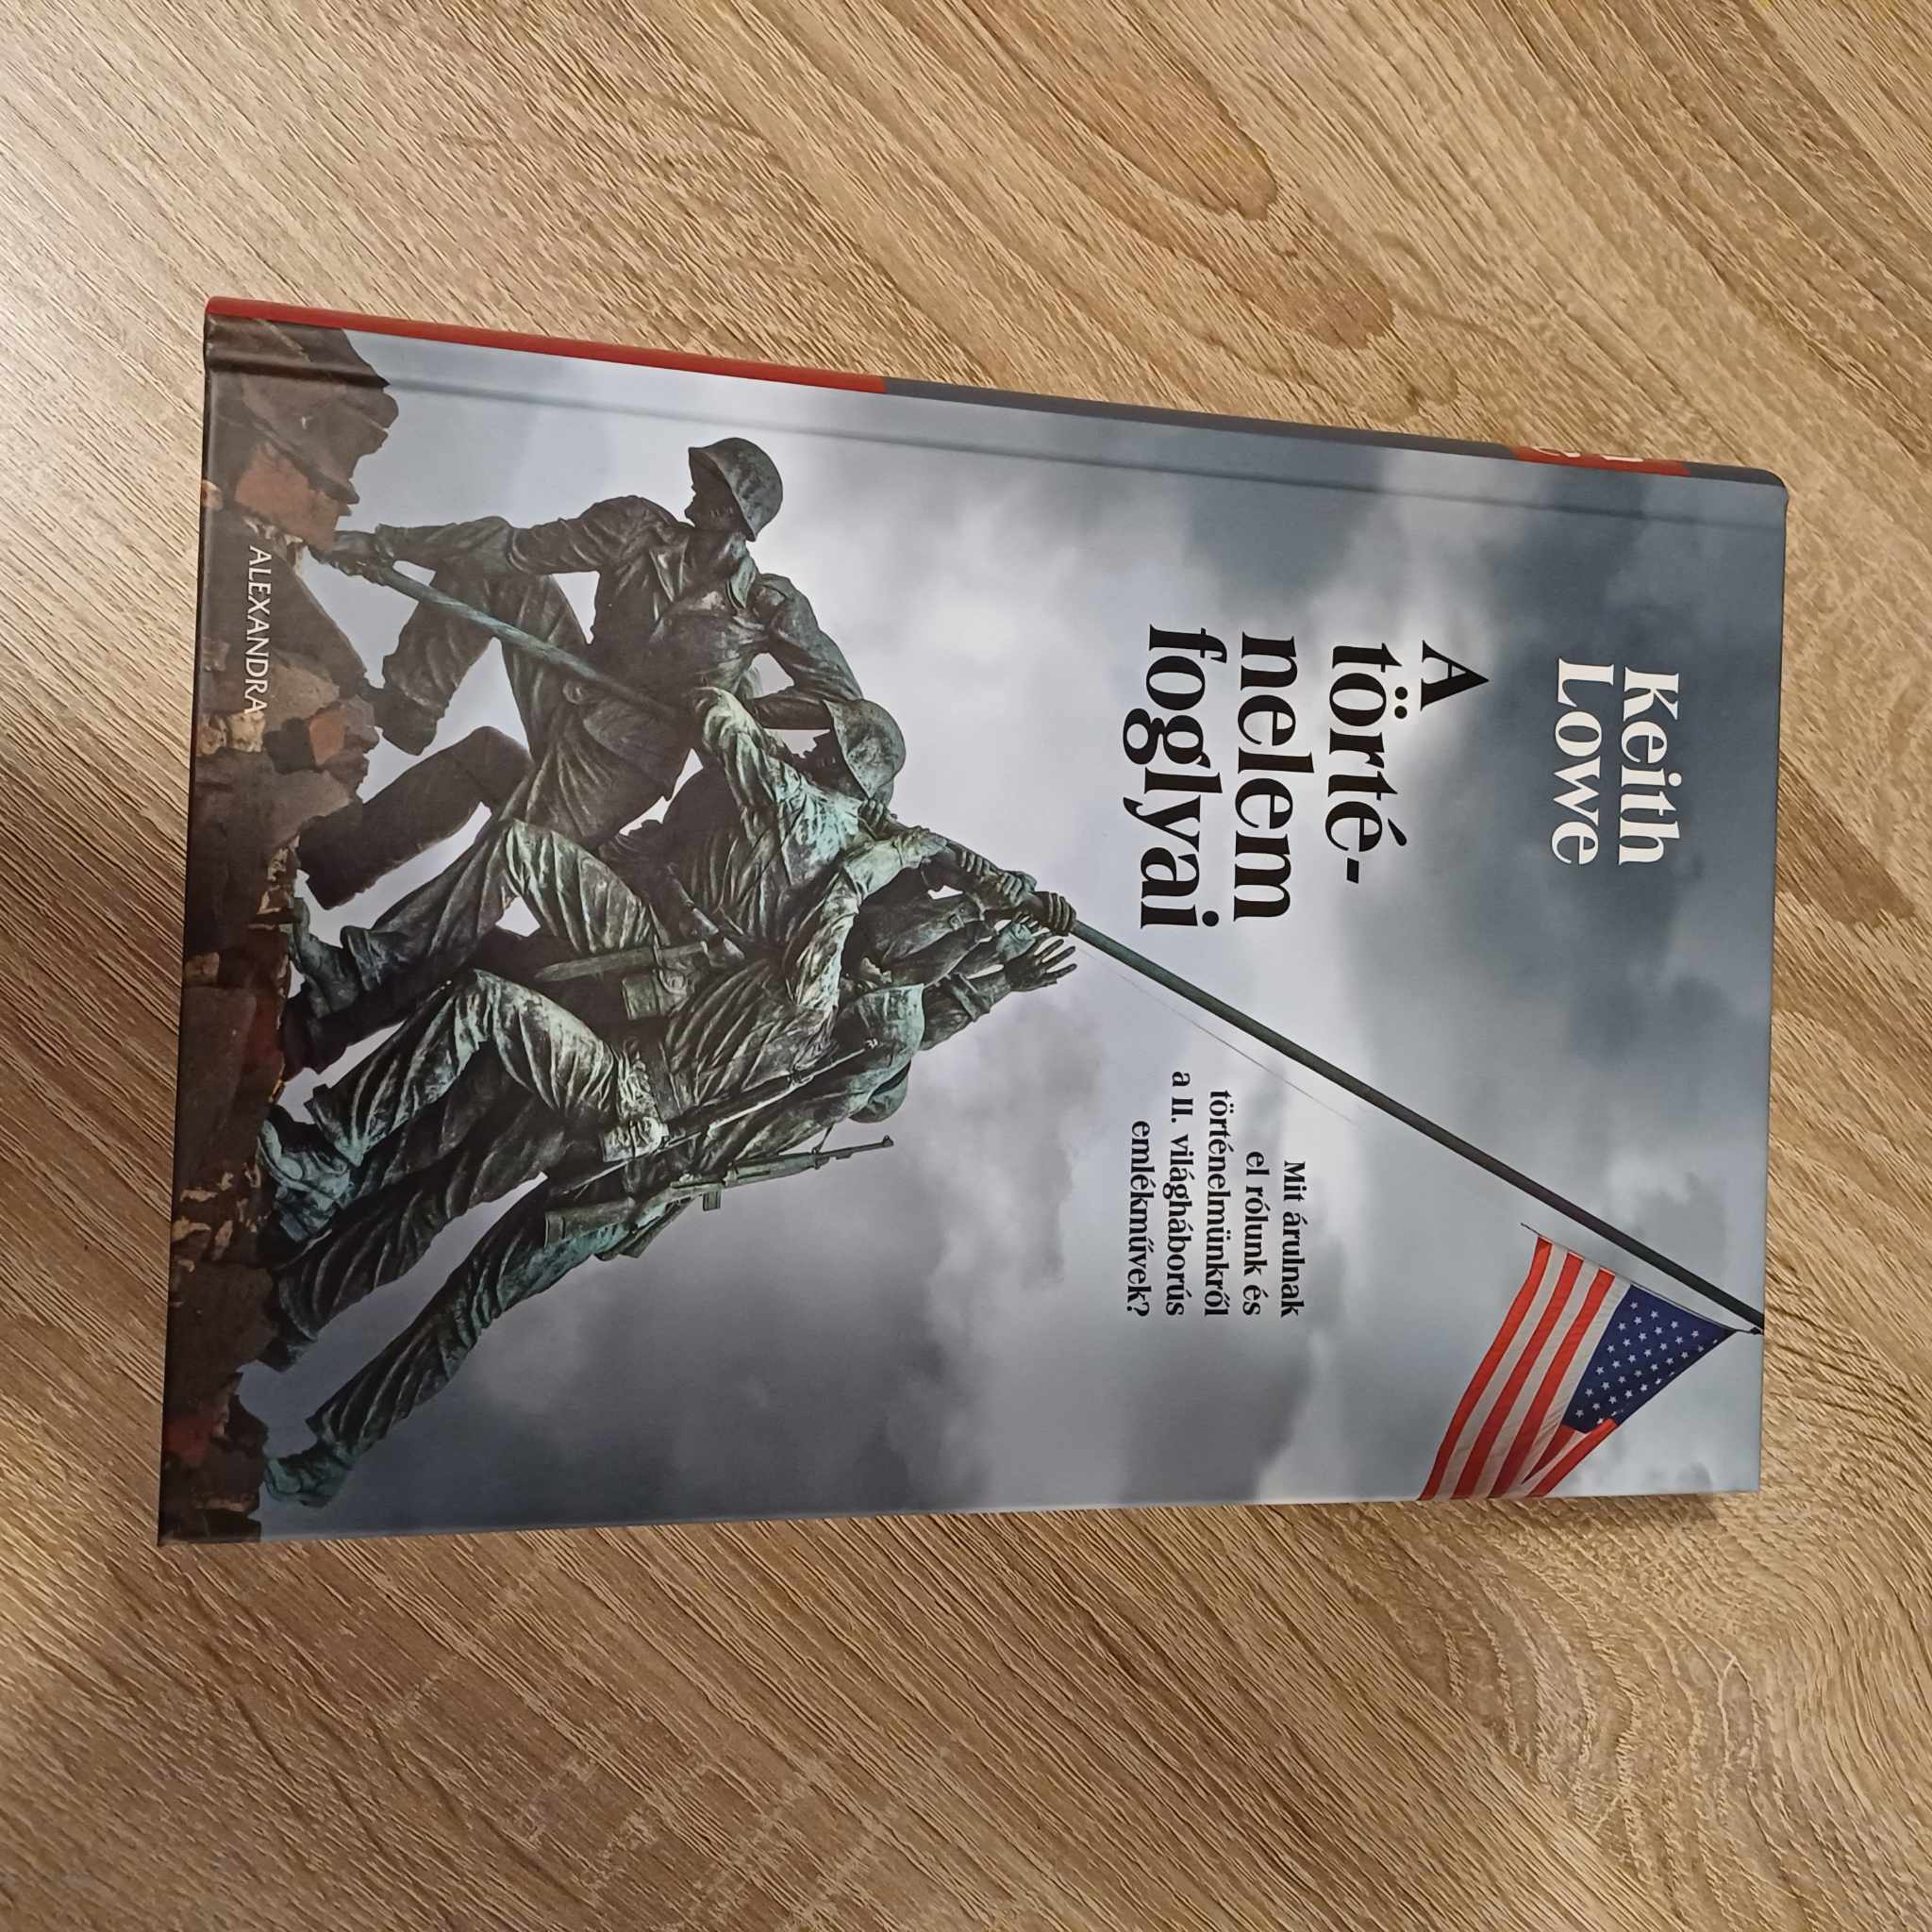 Keith
Lowe
A
törté-
nelem
foglyai
Mit árulnak
el rólunk és
történelmünkről
a II. világháborús
emlékművek?
ALEXANDRA